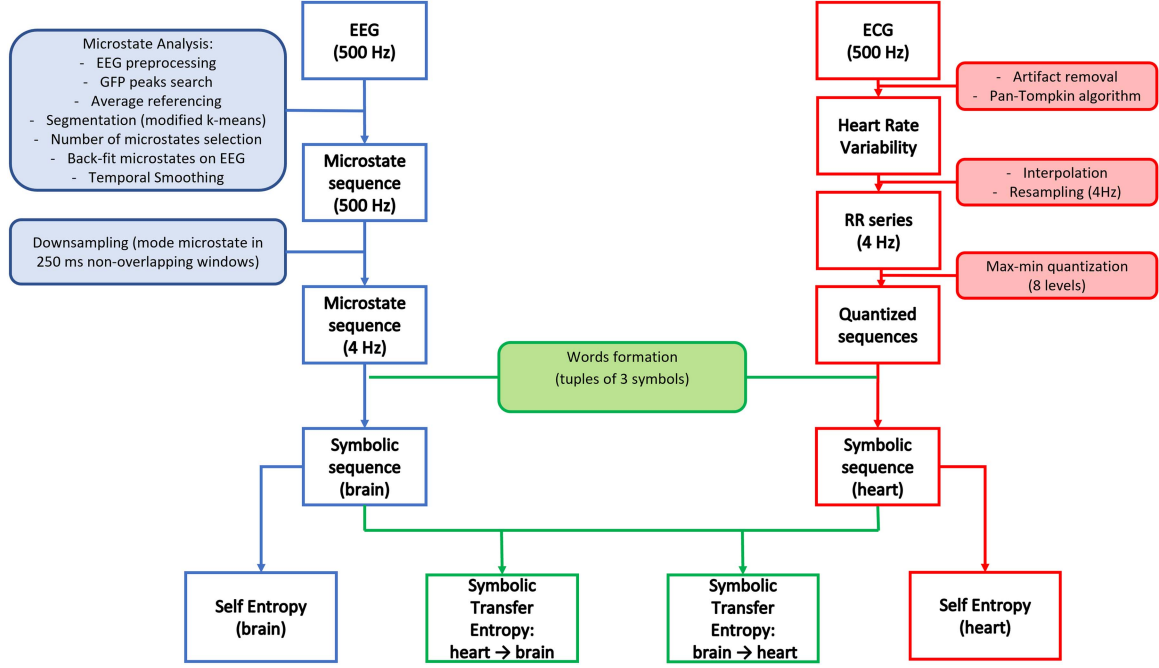 EEG
(500 Hz)
Microstate Analysis:
- EEG preprocessing
- GFP peaks search
- Average referencing
- Segmentation (modified k-means)
- Number of microstates selection
- Back-fit microstates on EEG
- Temporal Smoothing
Microstate
sequence
(500 Hz)
Downsampling (mode microstate in
250 ms non-overlapping windows)
Microstate
sequence
(4 Hz)
ECG
(500 Hz)
- Artifact removal
- Pan-Tompkin algorithm
Heart Rate
Variability
- Interpolation
- Resampling (4Hz)
RR series
(4 Hz)
Max-min quantization
(8 levels)
Quantized
sequences
Words formation
(tuples of 3 symbols)
Symbolic
sequence
(brain)
Symbolic
sequence
(heart)
Self Entropy
(brain)
Symbolic
Transfer
Entropy:
heart → brain
Symbolic
Transfer
Entropy:
brain → heart
Self Entropy
(heart)